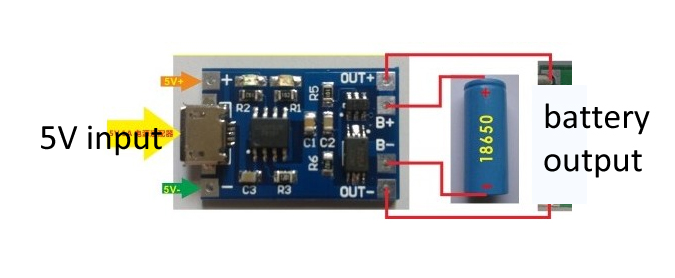 5V+
+
OUT+
R2
R1
R5
B+
C1
C2
5V input
B-
R6
5V-
-
C3
R3
OUT-
+
18650
-
battery
output